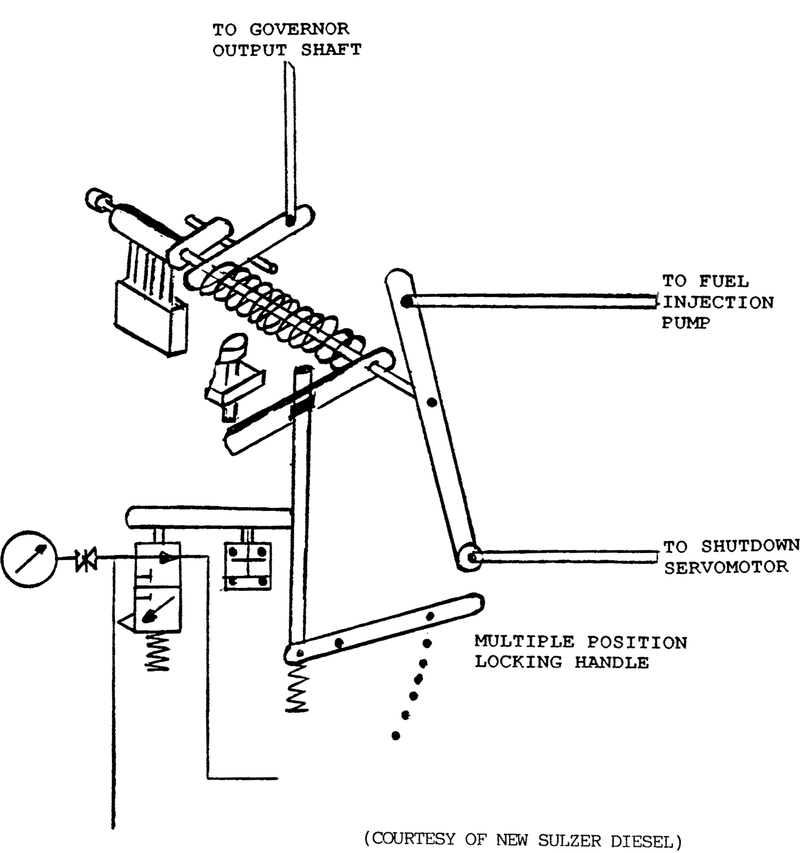 TO GOVERNOR
OUTPUT SHAFT
TO FUEL
INJECTION
PUMP
TO SHUTDOWN
SERVOMOTOR
MULTIPLE POSITION
LOCKING HANDLE
(COURTESY OF NEW SULZER DIESEL)